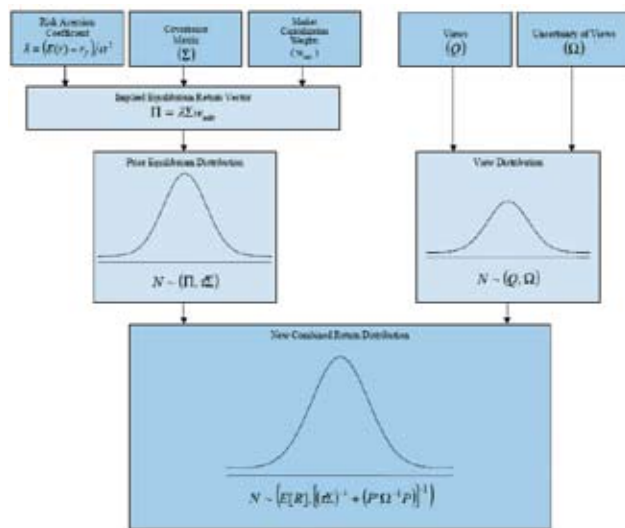 Risk Aversion
Coefficient
λ = (E(r) − r_f)/σ²
Covariance
Matrix
(Σ)
Market
Capitalization
Weights
(w_mkt)
Views
(Q)
Uncertainty of Views
(Ω)
Implied Equilibrium Return Vector
Π = λΣw_mkt
Prior Equilibrium Distribution
N ~ (Π, τΣ)
View Distribution
N ~ (Q, Ω)
New Combined Return Distribution
N ~ (E[R], [(τΣ)⁻¹ + (P'Ω⁻¹P)]⁻¹)